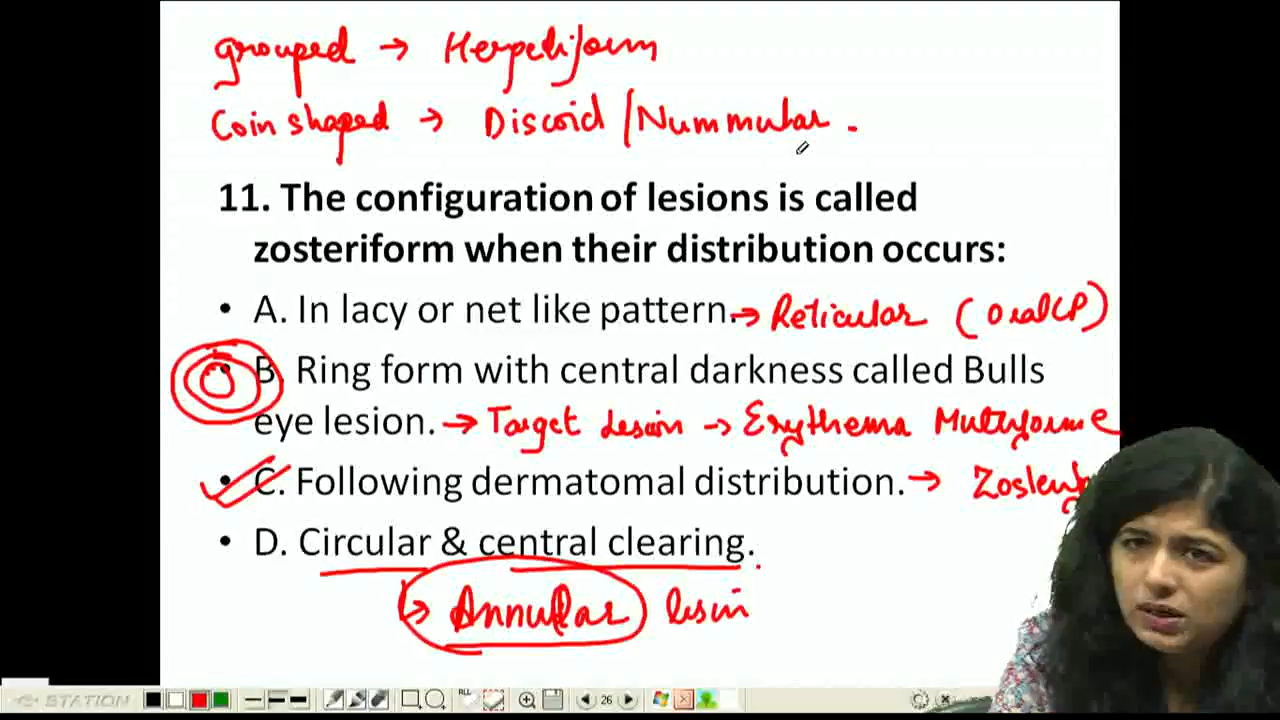 grouped → Herpetiform
Coin shaped → Discoid / Nummular.
11. The configuration of lesions is called
zosteriform when their distribution occurs:
• A. In lacy or net like pattern. → Reticular (Oral LP)
• B. Ring form with central darkness called Bulls
eye lesion. → Target Lesion → Erythema Multiforme
• C. Following dermatomal distribution. →
• D. Circular & central clearing.
↳ Annular lesion
STATION
26